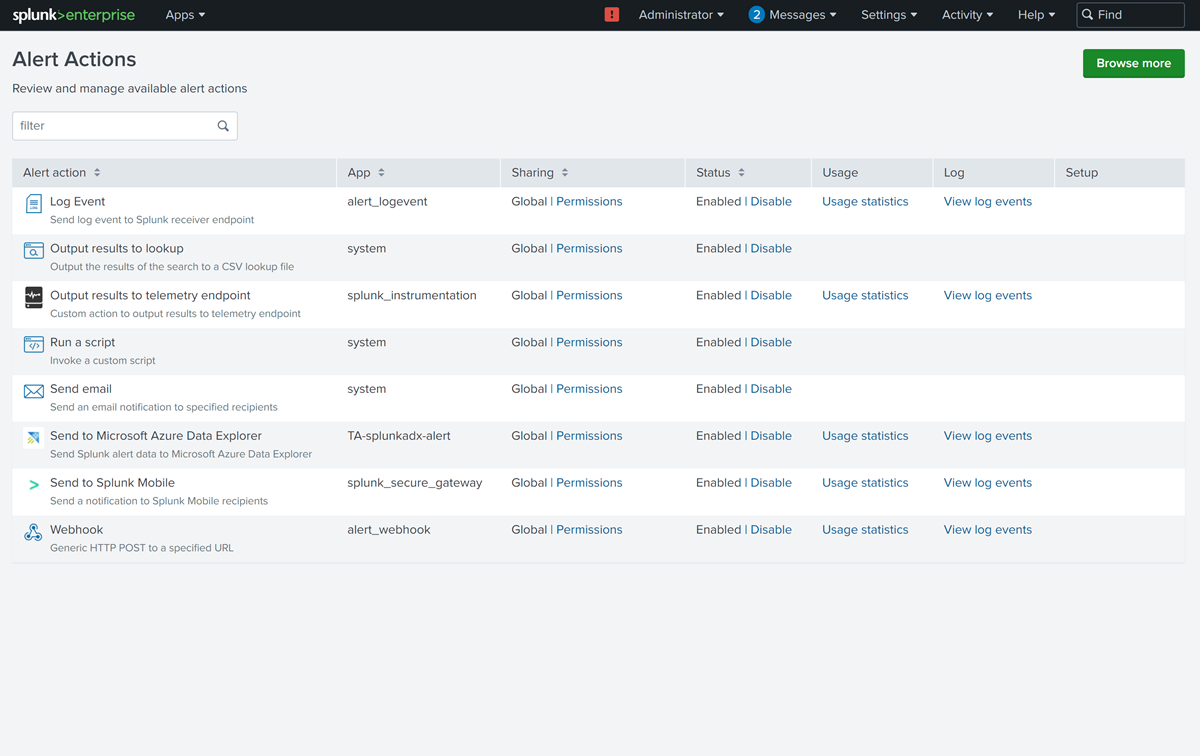 splunk>enterprise Apps ! Administrator 2 Messages Settings Activity Help Find
Alert Actions
Browse more
Review and manage available alert actions
filter
Alert action App Sharing Status Usage Log Setup
Log Event alert_logevent Global | Permissions Enabled | Disable Usage statistics View log events
Send log event to Splunk receiver endpoint
Output results to lookup system Global | Permissions Enabled | Disable
Output the results of the search to a CSV lookup file
Output results to telemetry endpoint splunk_instrumentation Global | Permissions Enabled | Disable Usage statistics View log events
Custom action to output results to telemetry endpoint
Run a script system Global | Permissions Enabled | Disable
Invoke a custom script
Send email system Global | Permissions Enabled | Disable
Send an email notification to specified recipients
Send to Microsoft Azure Data Explorer TA-splunkadx-alert Global | Permissions Enabled | Disable Usage statistics View log events
Send Splunk alert data to Microsoft Azure Data Explorer
Send to Splunk Mobile splunk_secure_gateway Global | Permissions Enabled | Disable Usage statistics View log events
Send a notification to Splunk Mobile recipients
Webhook alert_webhook Global | Permissions Enabled | Disable Usage statistics View log events
Generic HTTP POST to a specified URL